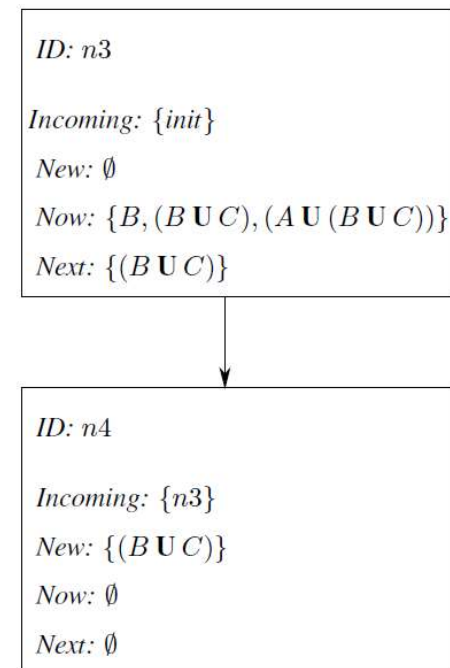 ID: n3
Incoming: {init}
New: ∅
Now: {B, (B U C), (A U (B U C))}
Next: {(B U C)}
ID: n4
Incoming: {n3}
New: {(B U C)}
Now: ∅
Next: ∅